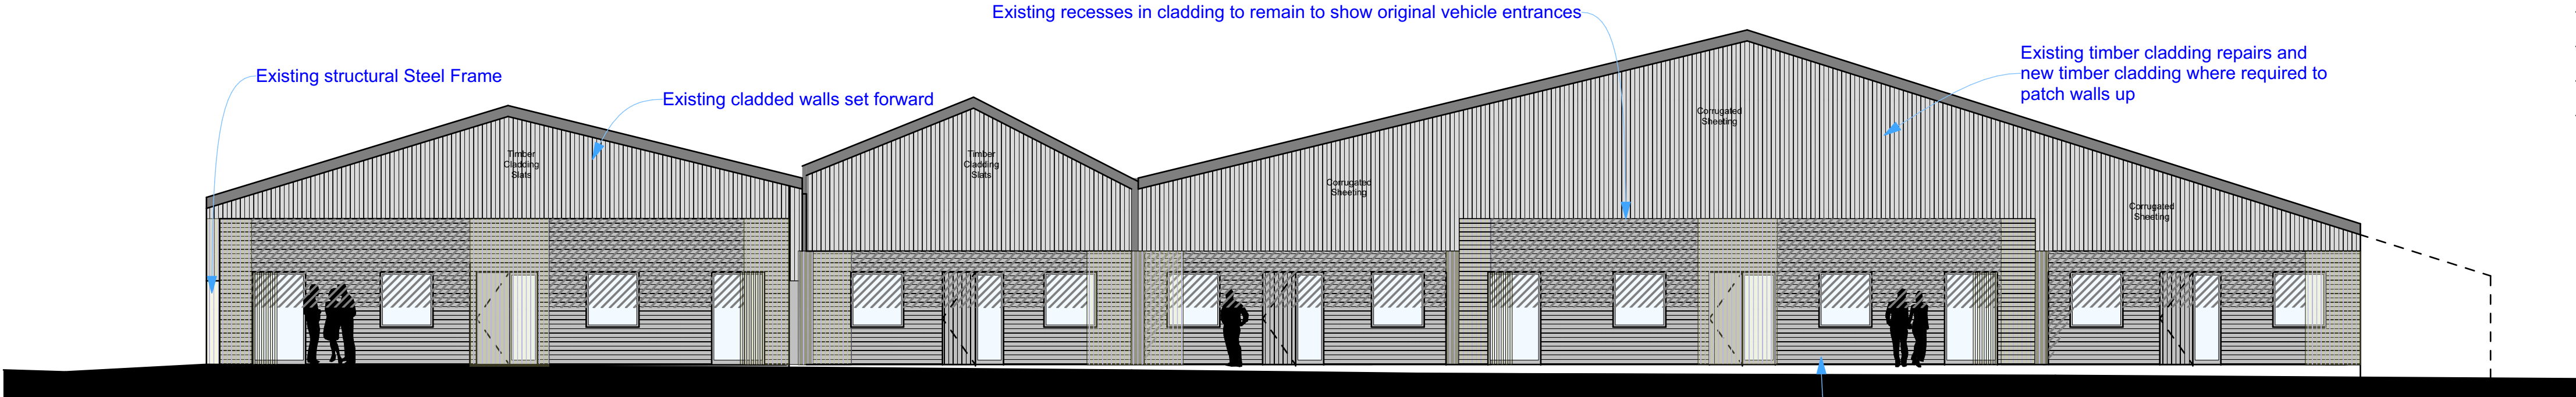 Existing recesses in cladding to remain to show original vehicle entrances
Existing structural Steel Frame
Existing cladded walls set forward
Existing timber cladding repairs and
new timber cladding where required to
patch walls up
Timber
Cladding
Slats
Timber
Cladding
Slats
Corrugated
Sheeting
Corrugated
Sheeting
Corrugated
Sheeting